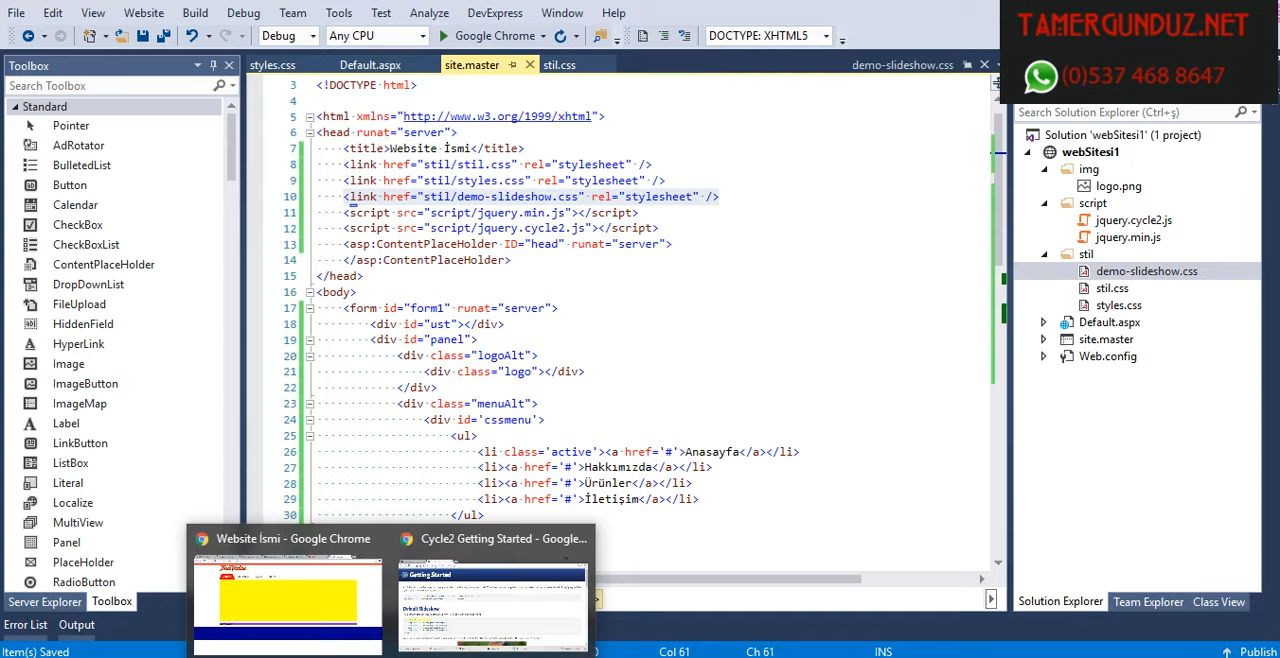 File Edit View Website Build Debug Team Tools Test Analyze DevExpress Window Help
TAMERGUNDUZ.NET
(0)537 468 8647
Debug Any CPU Google Chrome DOCTYPE: XHTML5
Toolbox
Search Toolbox
Standard
Pointer
AdRotator
BulletedList
Button
Calendar
CheckBox
CheckBoxList
ContentPlaceHolder
DropDownList
FileUpload
HiddenField
HyperLink
Image
ImageButton
ImageMap
Label
LinkButton
ListBox
Literal
Localize
MultiView
Panel
PlaceHolder
RadioButton
Server Explorer Toolbox
Error List Output
styles.css Default.aspx site.master stil.css demo-slideshow.css
3 <!DOCTYPE html>
4
5 <html xmlns="http://www.w3.org/1999/xhtml">
6 <head runat="server">
7 <title>Website İsmi</title>
8 <link href="stil/stil.css" rel="stylesheet" />
9 <link href="stil/styles.css" rel="stylesheet" />
10 <link href="stil/demo-slideshow.css" rel="stylesheet" />
11 <script src="script/jquery.min.js"></script>
12 <script src="script/jquery.cycle2.js"></script>
13 <asp:ContentPlaceHolder ID="head" runat="server">
14 </asp:ContentPlaceHolder>
15 </head>
16 <body>
17 <form id="form1" runat="server">
18 <div id="ust"></div>
19 <div id="panel">
20 <div class="logoAlt">
21 <div class="logo"></div>
22 </div>
23 <div class="menuAlt">
24 <div id='cssmenu'>
25 <ul>
26 <li class='active'><a href='#'>Anasayfa</a></li>
27 <li><a href='#'>Hakkımızda</a></li>
28 <li><a href='#'>Ürünler</a></li>
29 <li><a href='#'>İletişim</a></li>
30 </ul>
Website İsmi - Google Chrome
Cycle2 Getting Started - Google...
Getting Started
Default Slideshow
Search Solution Explorer (Ctrl+ş)
Solution 'webSitesi1' (1 project)
webSitesi1
img
logo.png
script
jquery.cycle2.js
jquery.min.js
stil
demo-slideshow.css
stil.css
styles.css
Default.aspx
site.master
Web.config
Solution Explorer Team Explorer Class View
Item(s) Saved Col 61 Ch 61 INS Publish